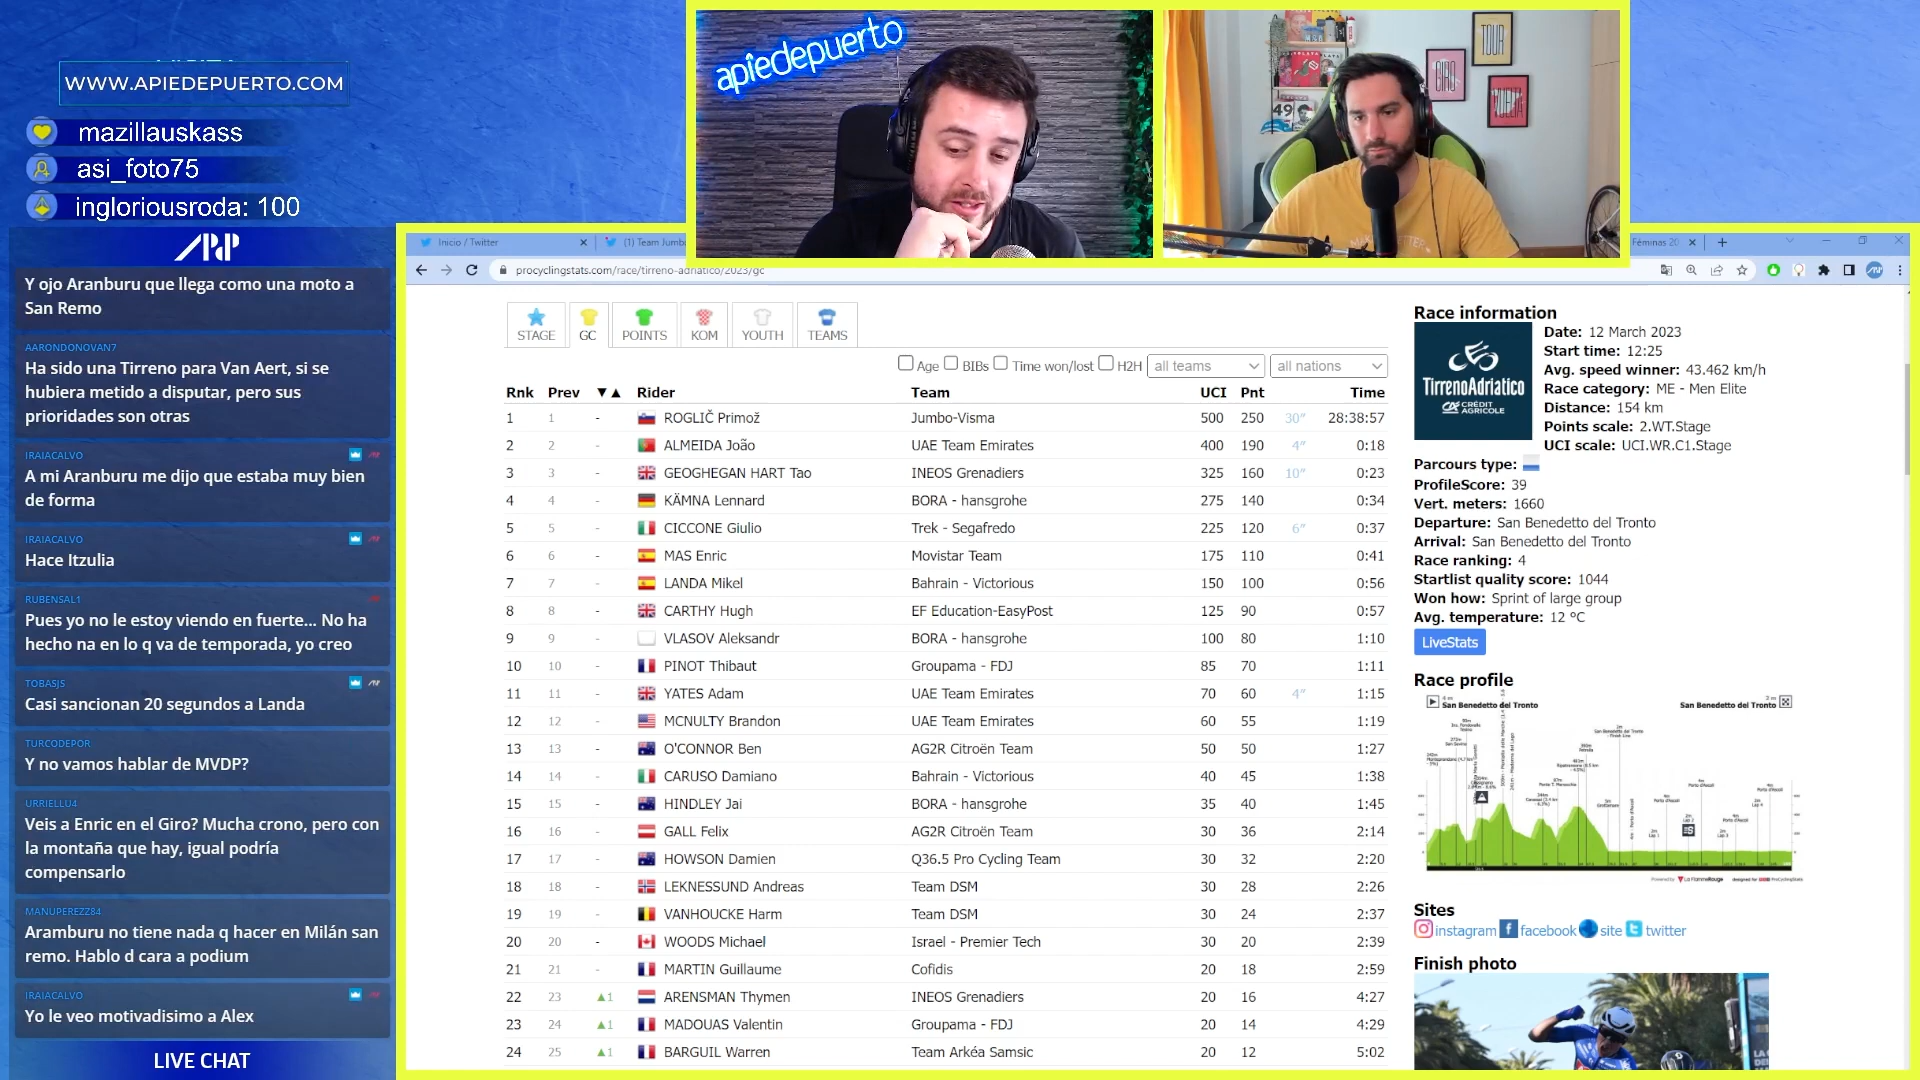 WWW.APIEDEPUERTO.COM
mazillauskass
asi_foto75
ingloriousroda: 100
Y ojo Aranburu que llega como una moto a
San Remo
AARONDONOVAN7
Ha sido una Tirreno para Van Aert, si se
hubiera metido a disputar, pero sus
prioridades son otras
IRAIACALVO
A mi Aranburu me dijo que estaba muy bien
de forma
IRAIACALVO
Hace Itzulia
RUBENSAL1
Pues yo no le estoy viendo en fuerte... No ha
hecho na en lo q va de temporada, yo creo
TOBASJS
Casi sancionan 20 segundos a Landa
TURCODEPOR
Y no vamos hablar de MVDP?
URRIELLU4
Veis a Enric en el Giro? Mucha crono, pero con
la montaña que hay, igual podría
compensarlo
MANUPEREZZ84
Aramburu no tiene nada q hacer en Milán san
remo. Hablo d cara a podium
IRAIACALVO
Yo le veo motivadisimo a Alex
LIVE CHAT
apiedepuerto
TOUR
GIRO
VUELTA
49
Inicio / Twitter
(1) Team Jumb
Féminas 20
procyclingstats.com/race/tirreno-adriatico/2023/gc
STAGE GC POINTS KOM YOUTH TEAMS
Age BIBs Time won/lost H2H all teams all nations
Rnk Prev ▼▲ Rider Team UCI Pnt Time
1 1 - ROGLIČ Primož Jumbo-Visma 500 250 30″ 28:38:57
2 2 - ALMEIDA João UAE Team Emirates 400 190 4″ 0:18
3 3 - GEOGHEGAN HART Tao INEOS Grenadiers 325 160 10″ 0:23
4 4 - KÄMNA Lennard BORA - hansgrohe 275 140 0:34
5 5 - CICCONE Giulio Trek - Segafredo 225 120 6″ 0:37
6 6 - MAS Enric Movistar Team 175 110 0:41
7 7 - LANDA Mikel Bahrain - Victorious 150 100 0:56
8 8 - CARTHY Hugh EF Education-EasyPost 125 90 0:57
9 9 - VLASOV Aleksandr BORA - hansgrohe 100 80 1:10
10 10 - PINOT Thibaut Groupama - FDJ 85 70 1:11
11 11 - YATES Adam UAE Team Emirates 70 60 4″ 1:15
12 12 - MCNULTY Brandon UAE Team Emirates 60 55 1:19
13 13 - O'CONNOR Ben AG2R Citroën Team 50 50 1:27
14 14 - CARUSO Damiano Bahrain - Victorious 40 45 1:38
15 15 - HINDLEY Jai BORA - hansgrohe 35 40 1:45
16 16 - GALL Felix AG2R Citroën Team 30 36 2:14
17 17 - HOWSON Damien Q36.5 Pro Cycling Team 30 32 2:20
18 18 - LEKNESSUND Andreas Team DSM 30 28 2:26
19 19 - VANHOUCKE Harm Team DSM 30 24 2:37
20 20 - WOODS Michael Israel - Premier Tech 30 20 2:39
21 21 - MARTIN Guillaume Cofidis 20 18 2:59
22 23 ▲1 ARENSMAN Thymen INEOS Grenadiers 20 16 4:27
23 24 ▲1 MADOUAS Valentin Groupama - FDJ 20 14 4:29
24 25 ▲1 BARGUIL Warren Team Arkéa Samsic 20 12 5:02
Race information
TirrenoAdriatico
CRÉDIT
AGRICOLE
Date: 12 March 2023
Start time: 12:25
Avg. speed winner: 43.462 km/h
Race category: ME - Men Elite
Distance: 154 km
Points scale: 2.WT.Stage
UCI scale: UCI.WR.C1.Stage
Parcours type:
ProfileScore: 39
Vert. meters: 1660
Departure: San Benedetto del Tronto
Arrival: San Benedetto del Tronto
Race ranking: 4
Startlist quality score: 1044
Won how: Sprint of large group
Avg. temperature: 12 °C
LiveStats
Race profile
San Benedetto del Tronto
San Benedetto del Tronto
Sites
instagram facebook site twitter
Finish photo